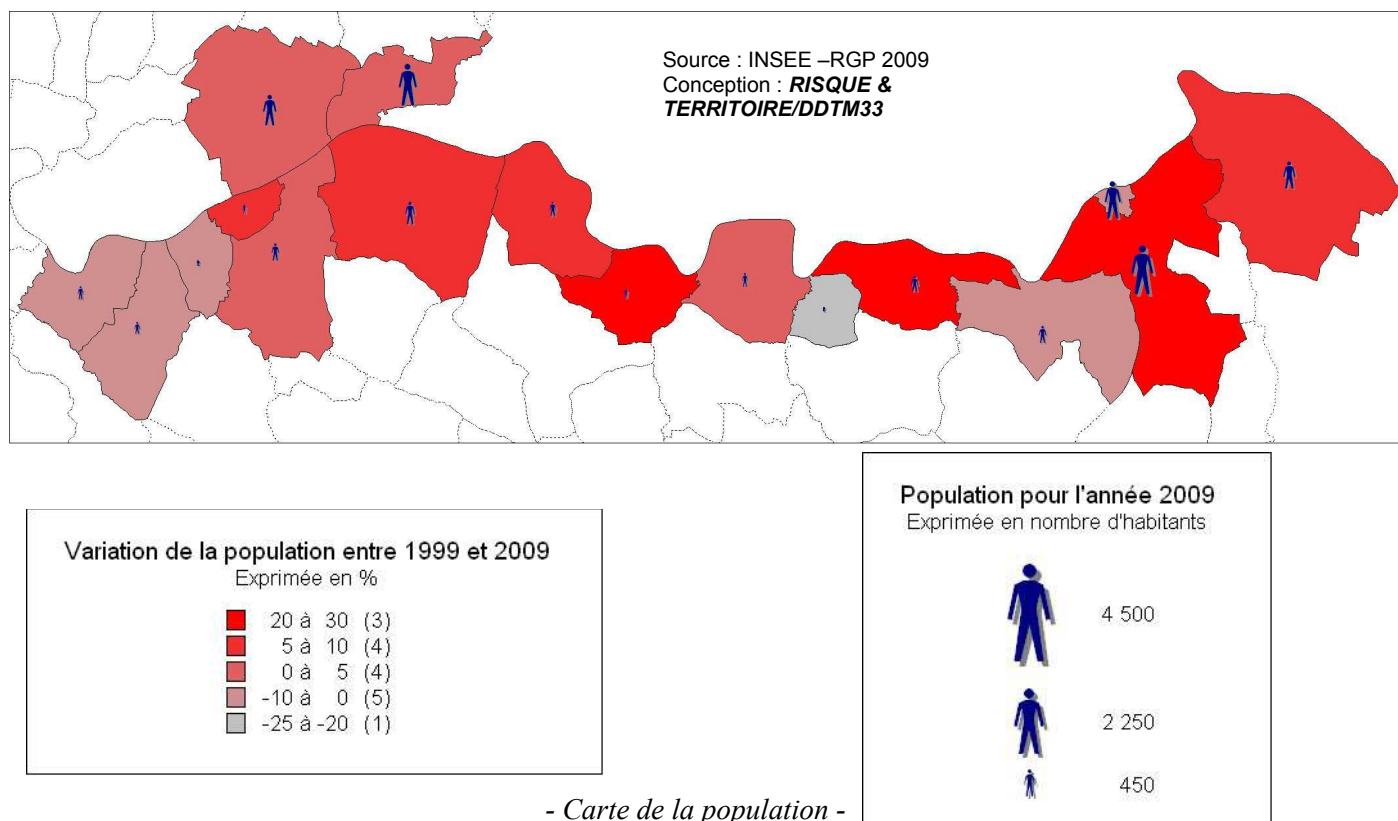 Source : INSEE –RGP 2009
Conception : RISQUE &
TERRITOIRE/DDTM33
Variation de la population entre 1999 et 2009
Exprimée en %
20 à 30 (3)
5 à 10 (4)
0 à 5 (4)
-10 à 0 (5)
-25 à -20 (1)
Population pour l'année 2009
Exprimée en nombre d'habitants
4 500
2 250
450
- Carte de la population -